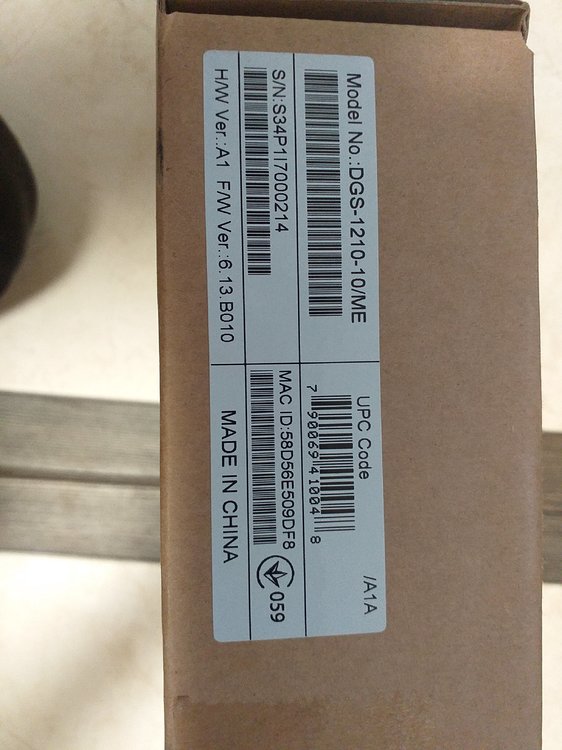 Model No.:DGS-1210-10/ME
UPC Code
/A1A
7 90069 41004 8
S/N:S34P1I7000214
MAC ID:58D56E509DF8
059
H/W Ver.:A1 F/W Ver.:6.13.B010
MADE IN CHINA